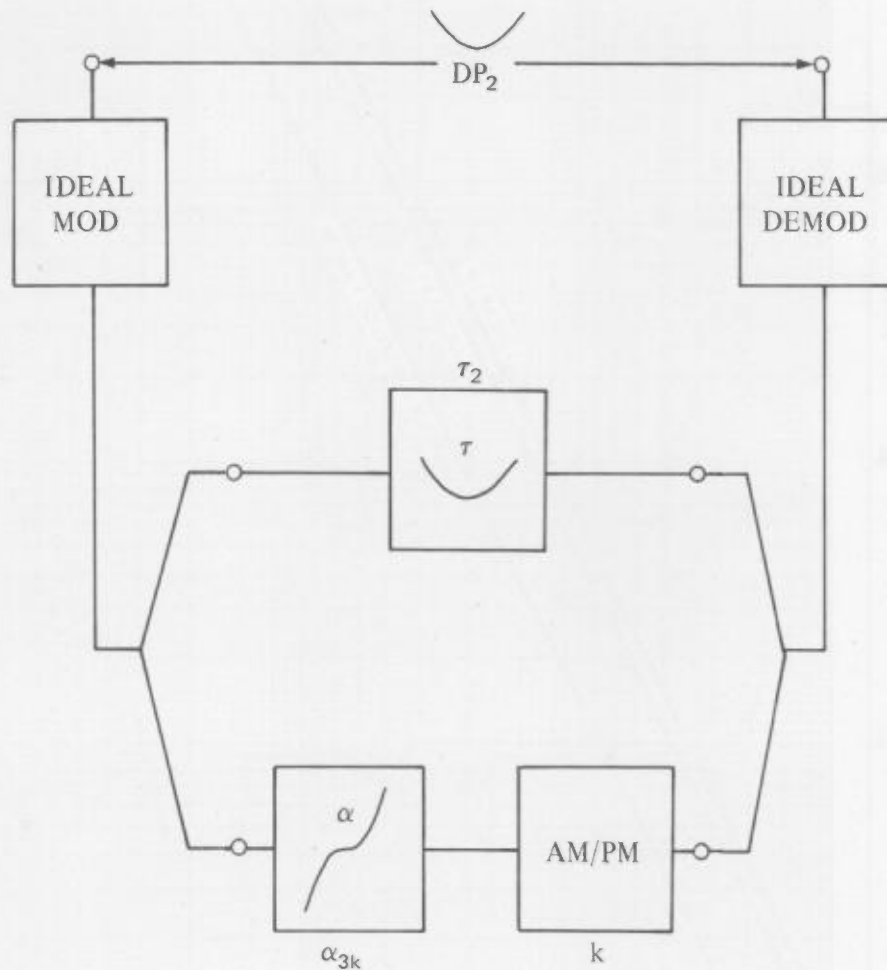 DP₂
IDEAL
MOD
IDEAL
DEMOD
τ₂
τ
α
AM/PM
α₃ₖ
k